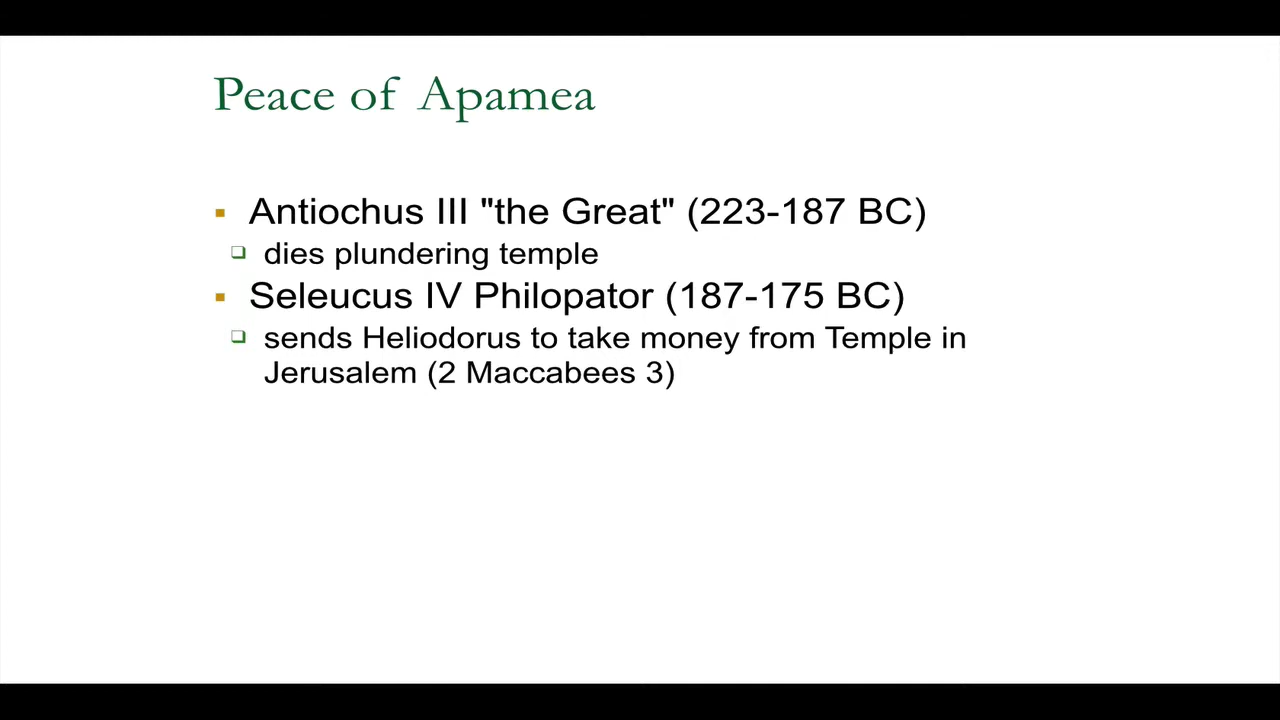 Peace of Apamea
▪ Antiochus III "the Great" (223-187 BC)
❑ dies plundering temple
▪ Seleucus IV Philopator (187-175 BC)
❑ sends Heliodorus to take money from Temple in
Jerusalem (2 Maccabees 3)